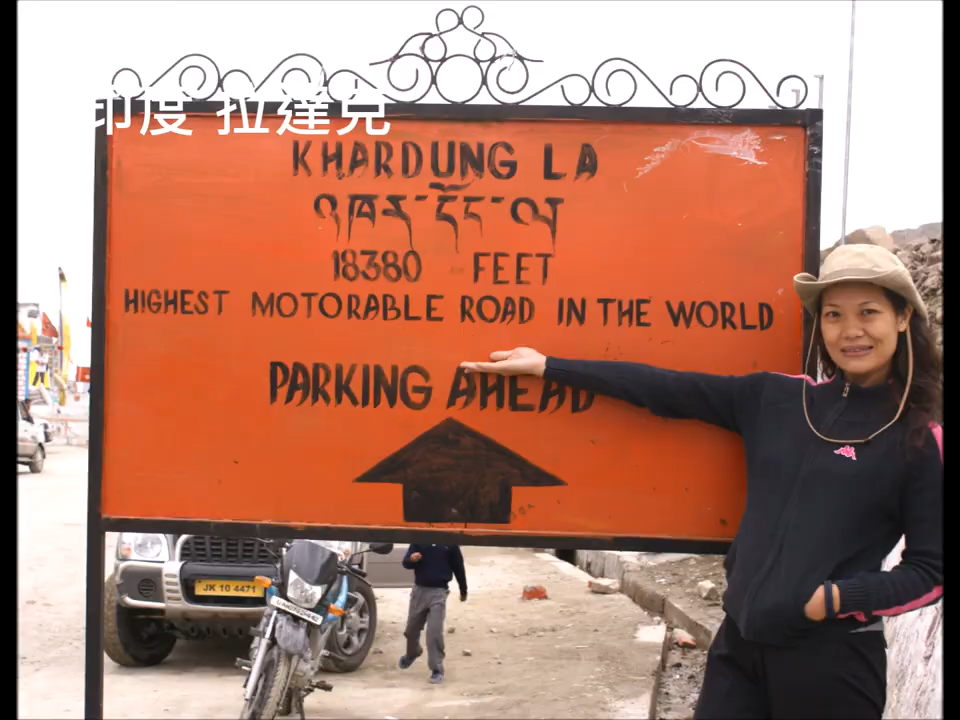 印度 拉達克
KHARDUNG LA
ཁར་དོང་ལ
18380 FEET
HIGHEST MOTORABLE ROAD IN THE WORLD
PARKING AHEAD
JK 10 4471